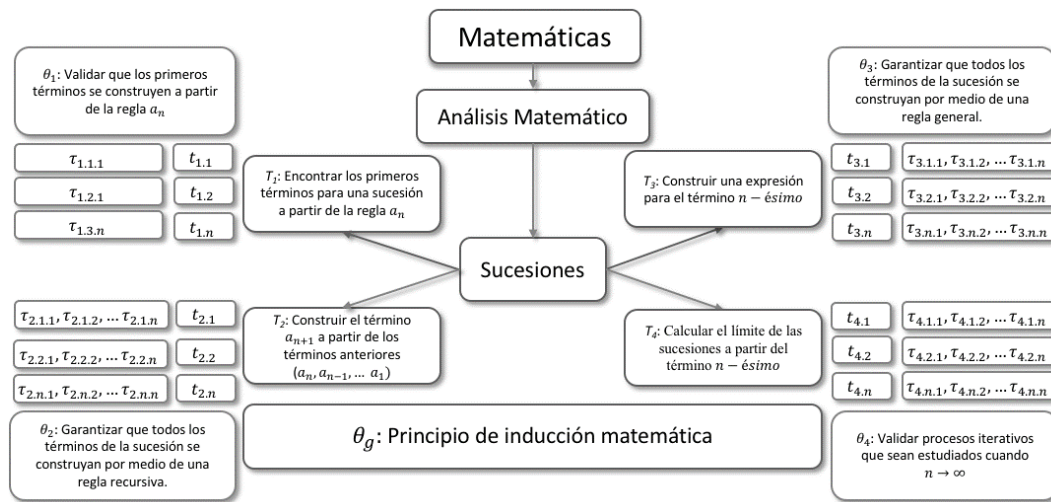 Matemáticas
Análisis Matemático
Sucesiones
θ₁: Validar que los primeros
términos se construyen a partir
de la regla aₙ
τ₁.₁.₁ t₁.₁
τ₁.₂.₁ t₁.₂
τ₁.₃.ₙ t₁.ₙ
T₁: Encontrar los primeros
términos para una sucesión
a partir de la regla aₙ
T₃: Construir una expresión
para el término n − ésimo
θ₃: Garantizar que todos los
términos de la sucesión se
construyan por medio de una
regla general.
t₃.₁ τ₃.₁.₁, τ₃.₁.₂, … τ₃.₁.ₙ
t₃.₂ τ₃.₂.₁, τ₃.₂.₂, … τ₃.₂.ₙ
t₃.ₙ τ₃.ₙ.₁, τ₃.ₙ.₂, … τ₃.ₙ.ₙ
τ₂.₁.₁, τ₂.₁.₂, … τ₂.₁.ₙ t₂.₁
τ₂.₂.₁, τ₂.₂.₂, … τ₂.₂.ₙ t₂.₂
τ₂.ₙ.₁, τ₂.ₙ.₂, … τ₂.ₙ.ₙ t₂.ₙ
T₂: Construir el término
aₙ₊₁ a partir de los
términos anteriores
(aₙ, aₙ₋₁, … a₁)
T₄: Calcular el límite de las
sucesiones a partir del
término n − ésimo
t₄.₁ τ₄.₁.₁, τ₄.₁.₂, … τ₄.₁.ₙ
t₄.₂ τ₄.₂.₁, τ₄.₂.₂, … τ₄.₂.ₙ
t₄.ₙ τ₄.ₙ.₁, τ₄.ₙ.₂, … τ₄.ₙ.ₙ
θ₂: Garantizar que todos los
términos de la sucesión se
construyan por medio de una
regla recursiva.
θg: Principio de inducción matemática
θ₄: Validar procesos iterativos
que sean estudiados cuando
n → ∞